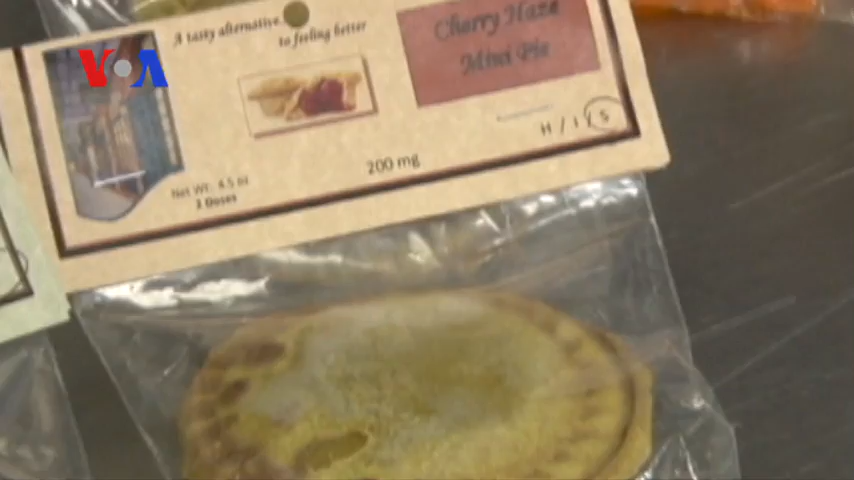 VOA
A tasty alternative...
to feeling better
Cherry Haze
Mini Pie
H / I / S
200 mg
Net WT. 4.5 oz
3 Doses